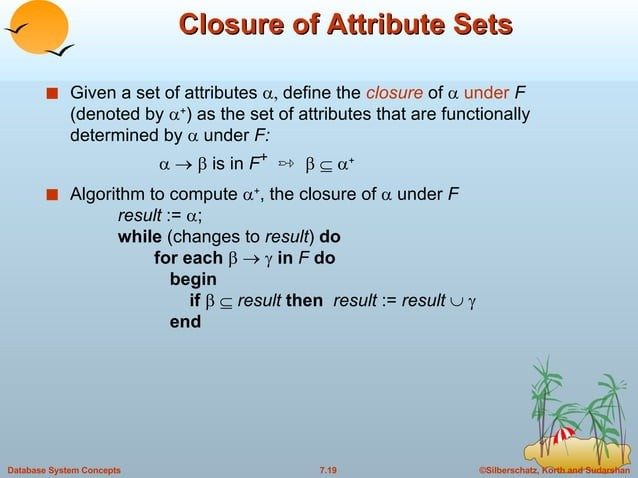 Closure of Attribute Sets
Given a set of attributes α, define the closure of α under F
(denoted by α⁺) as the set of attributes that are functionally
determined by α under F:
α → β is in F⁺ ⇔ β ⊆ α⁺
Algorithm to compute α⁺, the closure of α under F
result := α;
while (changes to result) do
for each β → γ in F do
begin
if β ⊆ result then result := result ∪ γ
end
Database System Concepts
7.19
©Silberschatz, Korth and Sudarshan